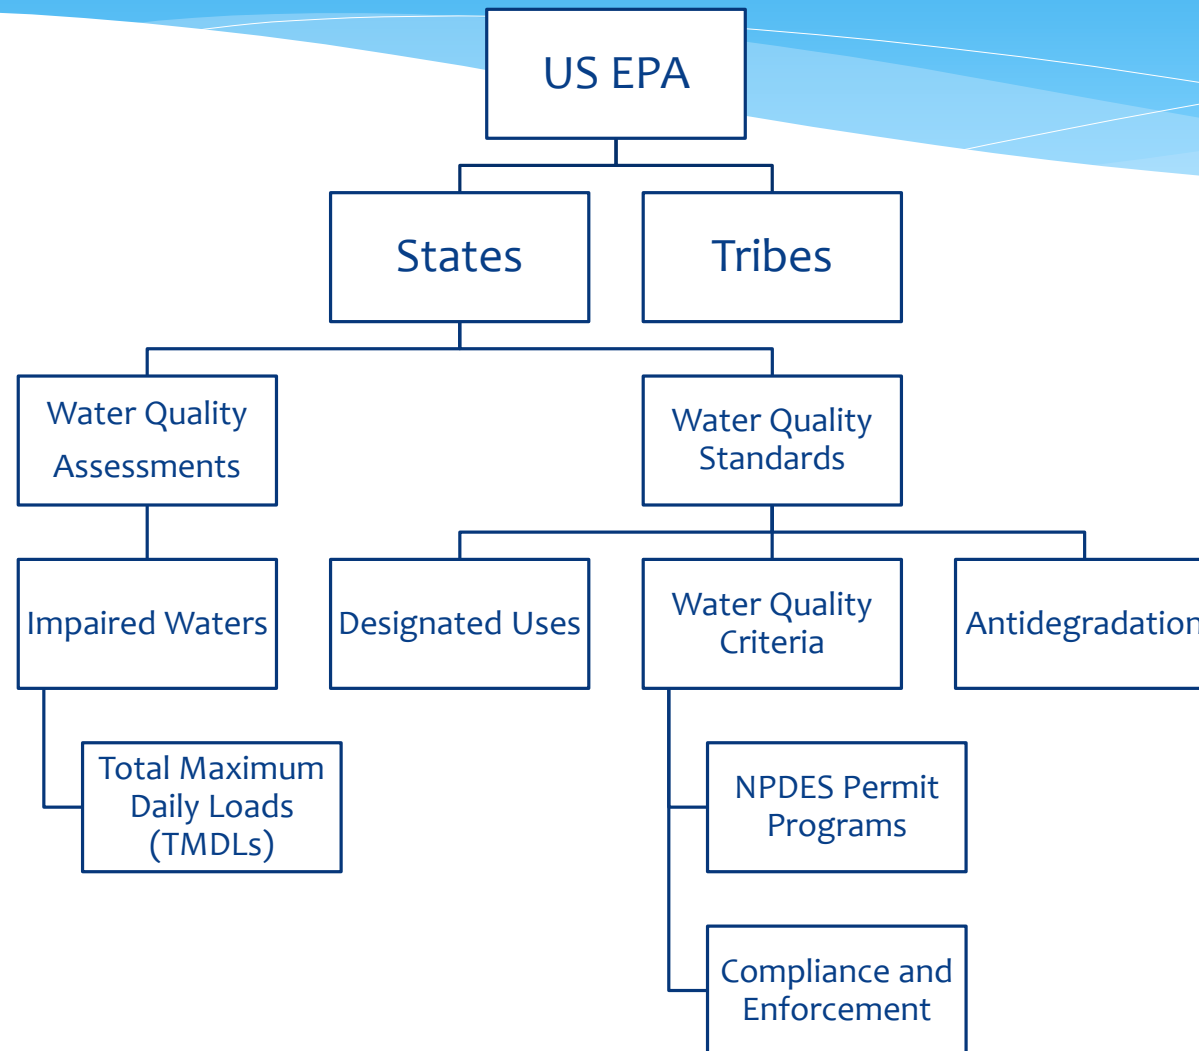 US EPA
States
Tribes
Water Quality
Assessments
Water Quality
Standards
Impaired Waters
Designated Uses
Water Quality
Criteria
Antidegradation
Total Maximum
Daily Loads
(TMDLs)
NPDES Permit
Programs
Compliance and
Enforcement